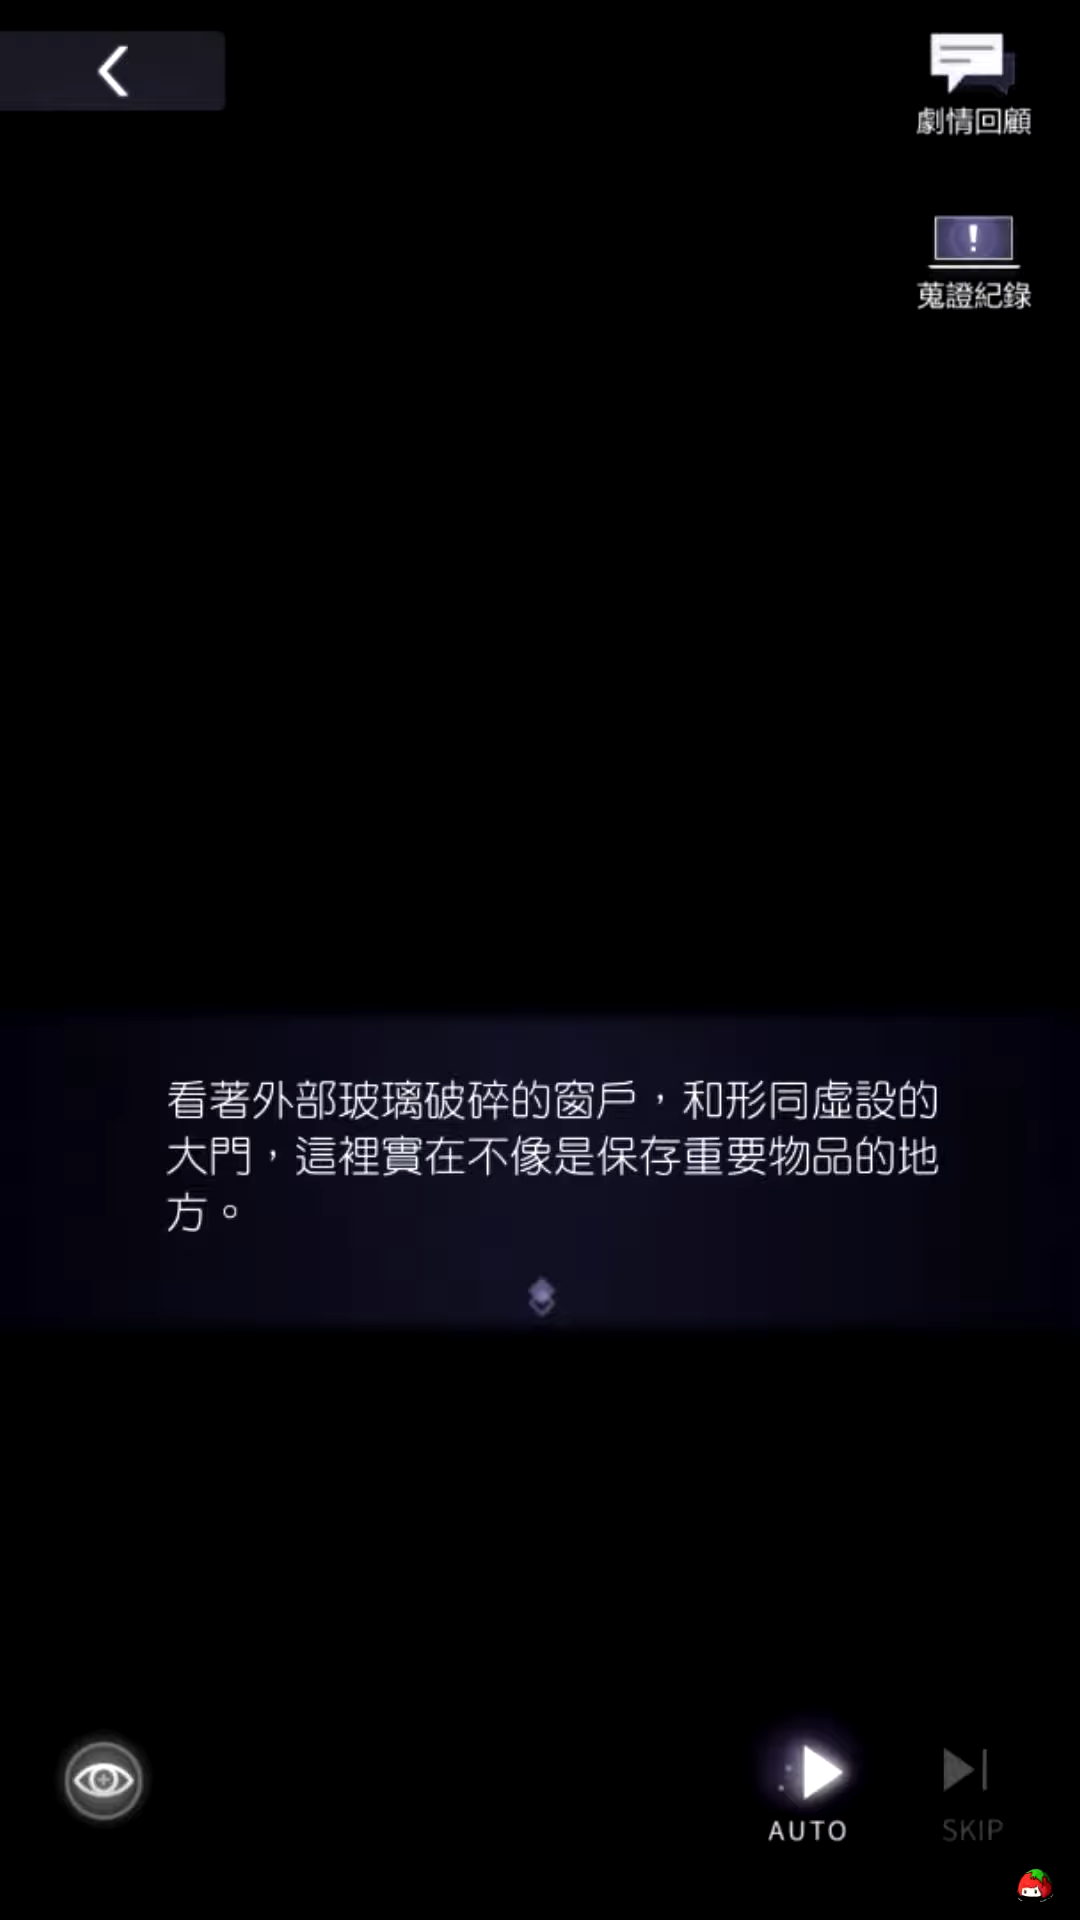 劇情回顧
蒐證紀錄
看著外部玻璃破碎的窗戶，和形同虛設的
大門，這裡實在不像是保存重要物品的地
方。
AUTO
SKIP